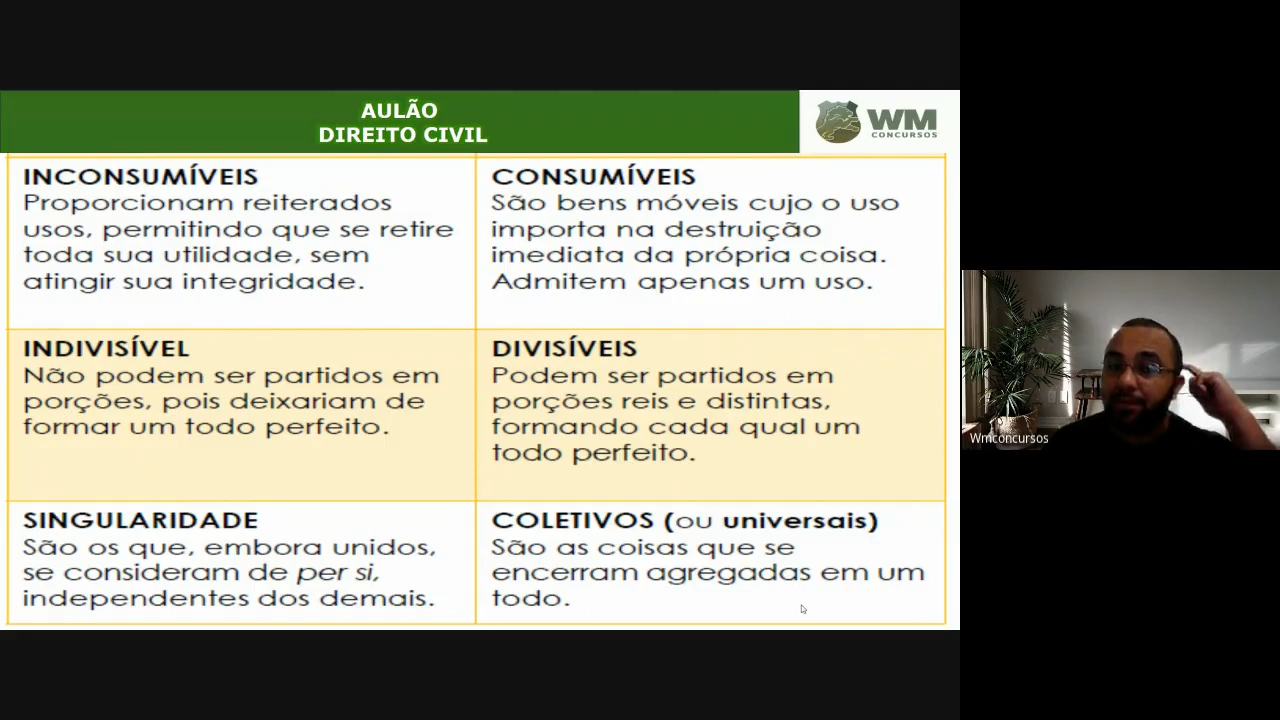 AULÃO
DIREITO CIVIL
WM
CONCURSOS
INCONSUMÍVEIS
Proporcionam reiterados
usos, permitindo que se retire
toda sua utilidade, sem
atingir sua integridade.
CONSUMÍVEIS
São bens móveis cujo o uso
importa na destruição
imediata da própria coisa.
Admitem apenas um uso.
INDIVISÍVEL
Não podem ser partidos em
porções, pois deixariam de
formar um todo perfeito.
DIVISÍVEIS
Podem ser partidos em
porções reis e distintas,
formando cada qual um
todo perfeito.
SINGULARIDADE
São os que, embora unidos,
se consideram de per si,
independentes dos demais.
COLETIVOS (ou universais)
São as coisas que se
encerram agregadas em um
todo.
Wmconcursos